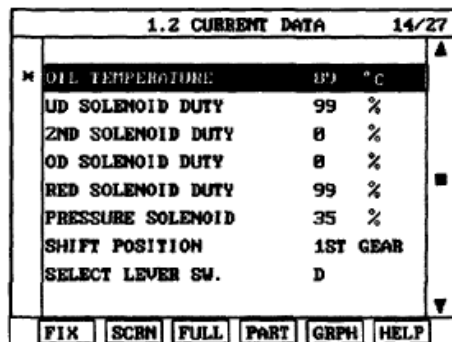 1.2 CURRENT DATA 14/27
* OIL TEMPERATURE 89 °C
UD SOLENOID DUTY 99 %
2ND SOLENOID DUTY 0 %
OD SOLENOID DUTY 0 %
RED SOLENOID DUTY 99 %
PRESSURE SOLENOID 35 %
SHIFT POSITION 1ST GEAR
SELECT LEVER SW. D
FIX SCRN FULL PART GRPH HELP